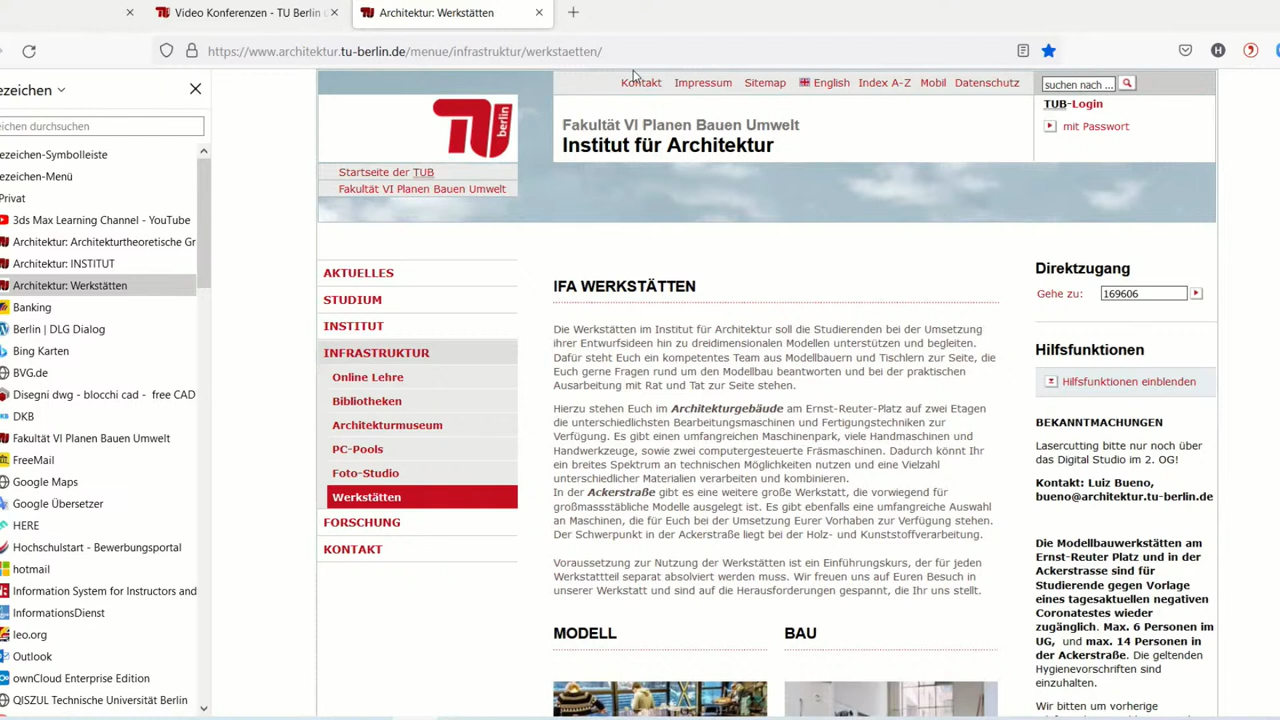 Video Konferenzen - TU Berlin
Architektur: Werkstätten
https://www.architektur.tu-berlin.de/menue/infrastruktur/werkstaetten/
ezeichen
eichen durchsuchen
ezeichen-Symbolleiste
ezeichen-Menü
Privat
3ds Max Learning Channel - YouTube
Architektur: Architekturtheoretische Gr
Architektur: INSTITUT
Architektur: Werkstätten
Banking
Berlin | DLG Dialog
Bing Karten
BVG.de
Disegni dwg - blocchi cad - free CAD
DKB
Fakultät VI Planen Bauen Umwelt
FreeMail
Google Maps
Google Übersetzer
HERE
Hochschulstart - Bewerbungsportal
hotmail
Information System for Instructors and
InformationsDienst
leo.org
Outlook
ownCloud Enterprise Edition
QISZUL Technische Universität Berlin
Kontakt Impressum Sitemap English Index A-Z Mobil Datenschutz
suchen nach ...
TUB-Login
mit Passwort
berlin
Fakultät VI Planen Bauen Umwelt
Institut für Architektur
Startseite der TUB
Fakultät VI Planen Bauen Umwelt
AKTUELLES
STUDIUM
INSTITUT
INFRASTRUKTUR
Online Lehre
Bibliotheken
Architekturmuseum
PC-Pools
Foto-Studio
Werkstätten
FORSCHUNG
KONTAKT
IFA WERKSTÄTTEN
Die Werkstätten im Institut für Architektur soll die Studierenden bei der Umsetzung
ihrer Entwurfsideen hin zu dreidimensionalen Modellen unterstützen und begleiten.
Dafür steht Euch ein kompetentes Team aus Modellbauern und Tischlern zur Seite, die
Euch gerne Fragen rund um den Modellbau beantworten und bei der praktischen
Ausarbeitung mit Rat und Tat zur Seite stehen.
Hierzu stehen Euch im Architekturgebäude am Ernst-Reuter-Platz auf zwei Etagen
die unterschiedlichsten Bearbeitungsmaschinen und Fertigungstechniken zur
Verfügung. Es gibt einen umfangreichen Maschinenpark, viele Handmaschinen und
Handwerkzeuge, sowie zwei computergesteuerte Fräsmaschinen. Dadurch könnt Ihr
ein breites Spektrum an technischen Möglichkeiten nutzen und eine Vielzahl
unterschiedlicher Materialien verarbeiten und kombinieren.
In der Ackerstraße gibt es eine weitere große Werkstatt, die vorwiegend für
großmassstäbliche Modelle ausgelegt ist. Es gibt ebenfalls eine umfangreiche Auswahl
an Maschinen, die für Euch bei der Umsetzung Eurer Vorhaben zur Verfügung stehen.
Der Schwerpunkt in der Ackerstraße liegt bei der Holz- und Kunststoffverarbeitung.
Voraussetzung zur Nutzung der Werkstätten ist ein Einführungskurs, der für jeden
Werkstattteil separat absolviert werden muss. Wir freuen uns auf Euren Besuch in
unserer Werkstatt und sind auf die Herausforderungen gespannt, die Ihr uns stellt.
MODELL
BAU
Direktzugang
Gehe zu: 169606
Hilfsfunktionen
Hilfsfunktionen einblenden
BEKANNTMACHUNGEN
Lasercutting bitte nur noch über
das Digital Studio im 2. OG!
Kontakt: Luiz Bueno,
bueno@architektur.tu-berlin.de
Die Modellbauwerkstätten am
Ernst-Reuter Platz und in der
Ackerstrasse sind für
Studierende gegen Vorlage
eines tagesaktuellen negativen
Coronatestes wieder
zugänglich. Max. 6 Personen im
UG, und max. 14 Personen in
der Ackerstraße. Die geltenden
Hygienevorschriften sind
einzuhalten.
Wir bitten um vorherige